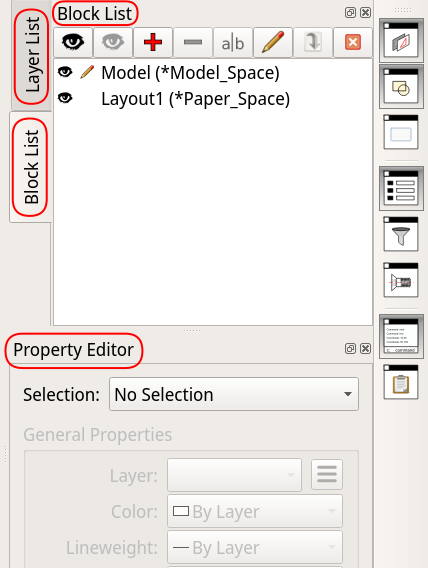 Layer List
Block List
Block List
a|b
Model (*Model_Space)
Layout1 (*Paper_Space)
Property Editor
Selection: No Selection
General Properties
Layer:
Color: By Layer
Lineweight: By Layer
command